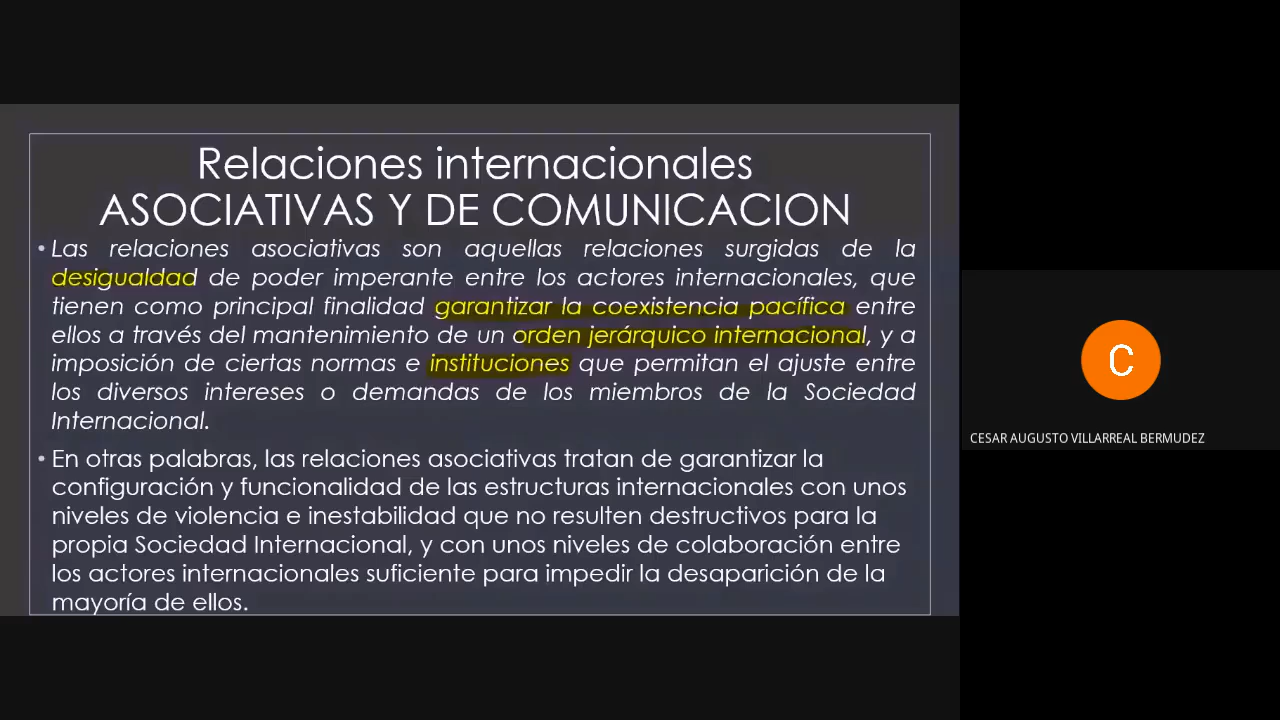 Relaciones internacionales
ASOCIATIVAS Y DE COMUNICACION
• Las relaciones asociativas son aquellas relaciones surgidas de la
desigualdad de poder imperante entre los actores internacionales, que
tienen como principal finalidad garantizar la coexistencia pacífica entre
ellos a través del mantenimiento de un orden jerárquico internacional, y a
imposición de ciertas normas e instituciones que permitan el ajuste entre
los diversos intereses o demandas de los miembros de la Sociedad
Internacional.
• En otras palabras, las relaciones asociativas tratan de garantizar la
configuración y funcionalidad de las estructuras internacionales con unos
niveles de violencia e inestabilidad que no resulten destructivos para la
propia Sociedad Internacional, y con unos niveles de colaboración entre
los actores internacionales suficiente para impedir la desaparición de la
mayoría de ellos.
C
CESAR AUGUSTO VILLARREAL BERMUDEZ